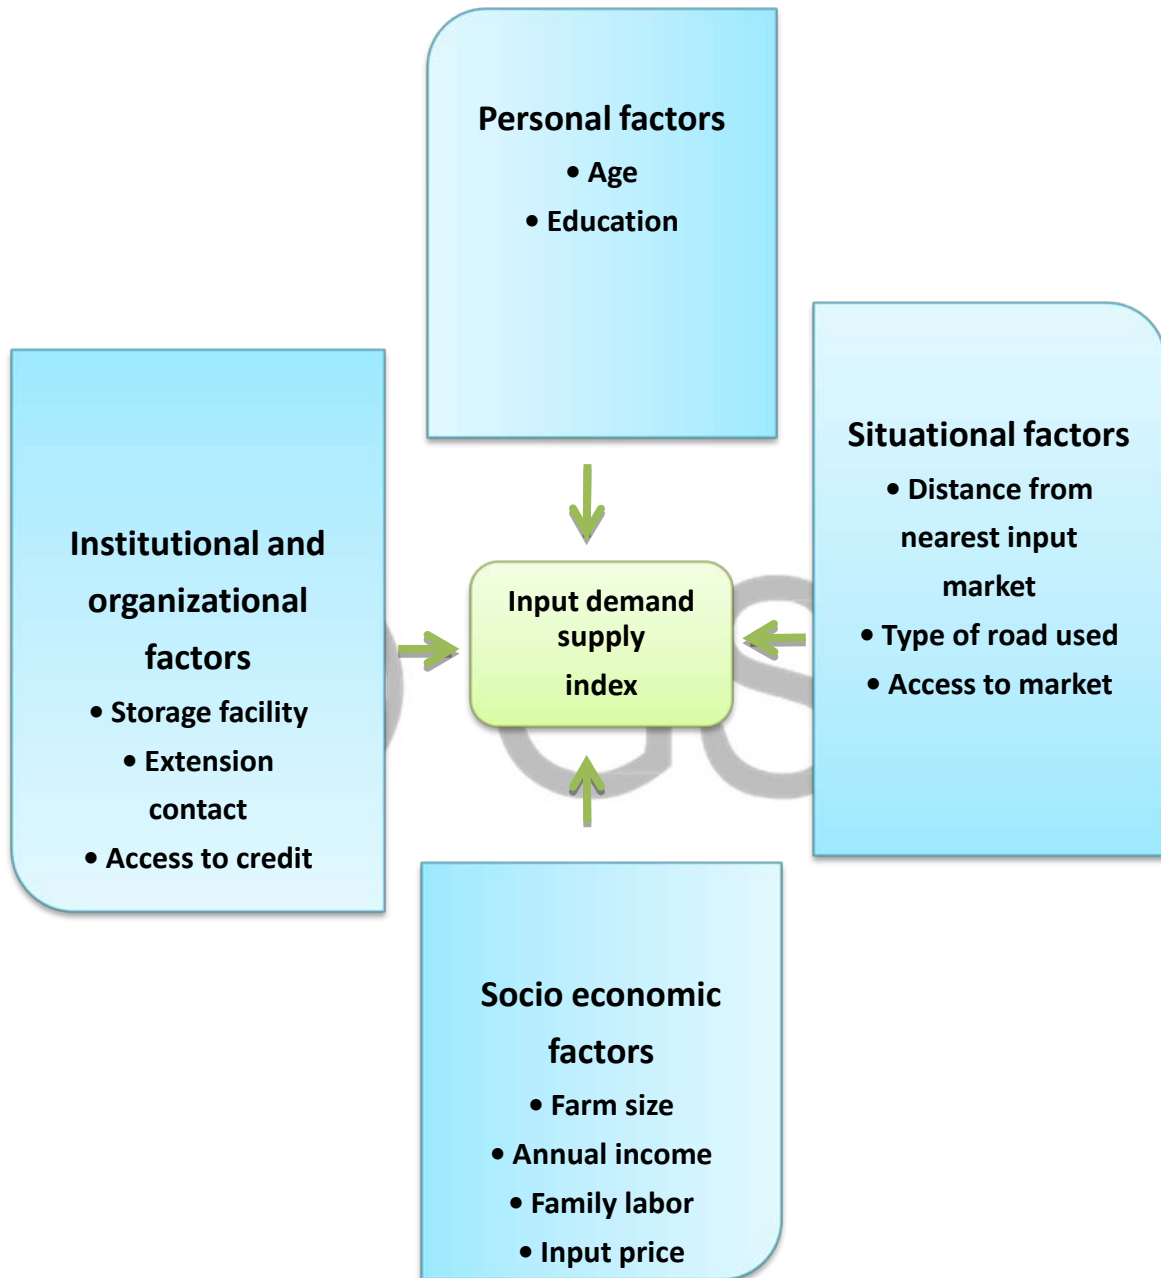 Personal factors
• Age
• Education
Institutional and
organizational
factors
• Storage facility
• Extension
contact
• Access to credit
Input demand
supply
index
Situational factors
• Distance from
nearest input
market
• Type of road used
• Access to market
Socio economic
factors
• Farm size
• Annual income
• Family labor
• Input price